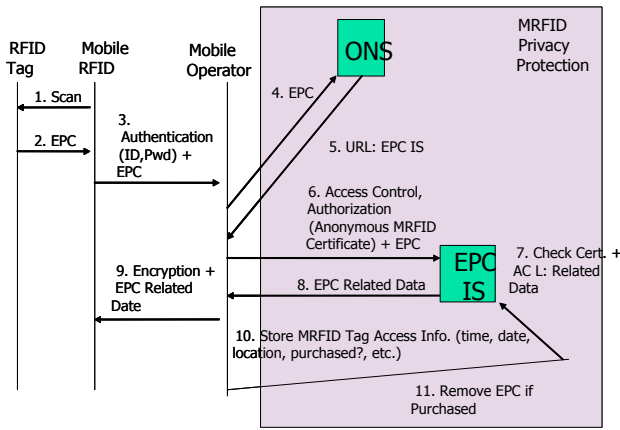 RFID
Tag
Mobile
RFID
Mobile
Operator
ONS
MRFID
Privacy
Protection
1. Scan
2. EPC
3.
Authentication
(ID,Pwd) +
EPC
4. EPC
5. URL: EPC IS
6. Access Control,
Authorization
(Anonymous MRFID
Certificate) + EPC
EPC
IS
7. Check Cert. +
AC L: Related
Data
8. EPC Related Data
9. Encryption +
EPC Related
Date
10. Store MRFID Tag Access Info. (time, date,
location, purchased?, etc.)
11. Remove EPC if
Purchased